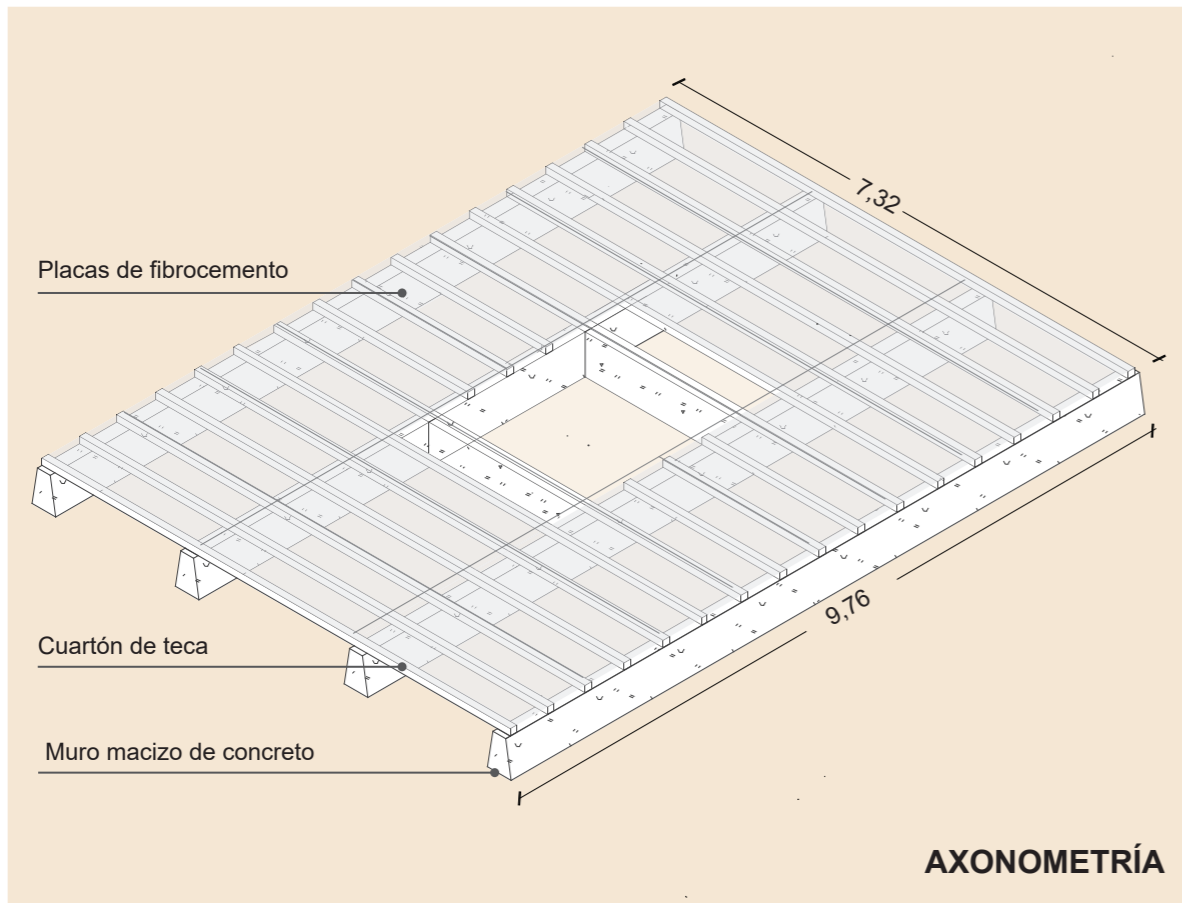 7,32
Placas de fibrocemento
9,76
Cuartón de teca
Muro macizo de concreto
AXONOMETRÍA